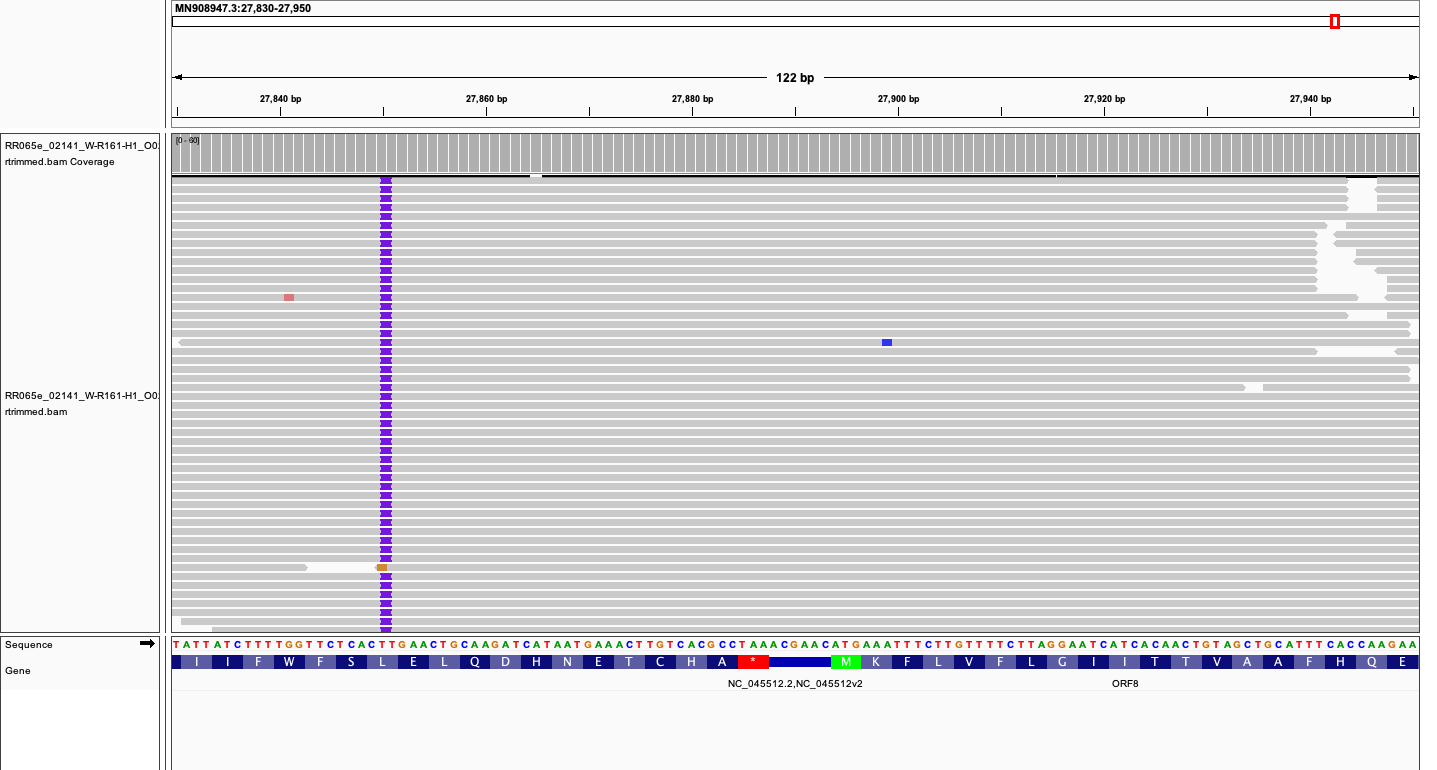 MN908947.3:27,830-27,950
122 bp
27,840 bp 27,860 bp 27,880 bp 27,900 bp 27,920 bp 27,940 bp
RR065e_02141_W-R161-H1_O0
rtrimmed.bam Coverage
[0 - 60]
RR065e_02141_W-R161-H1_O0
rtrimmed.bam
Sequence
TATTATCTTTTGGTTCTCACTTGAACTGCAAGATCATAATGAAACTTGTCACGCCTAAACGAACATGAAATTTCTTGTTTTCTTAGGAATCATCACAACTGTAGCTGCATTTCACCAAGAA
Gene
I I F W F S L E L Q D H N E T C H A * M K F L V F L G I I T T V A A F H Q E
NC_045512.2,NC_045512v2 ORF8